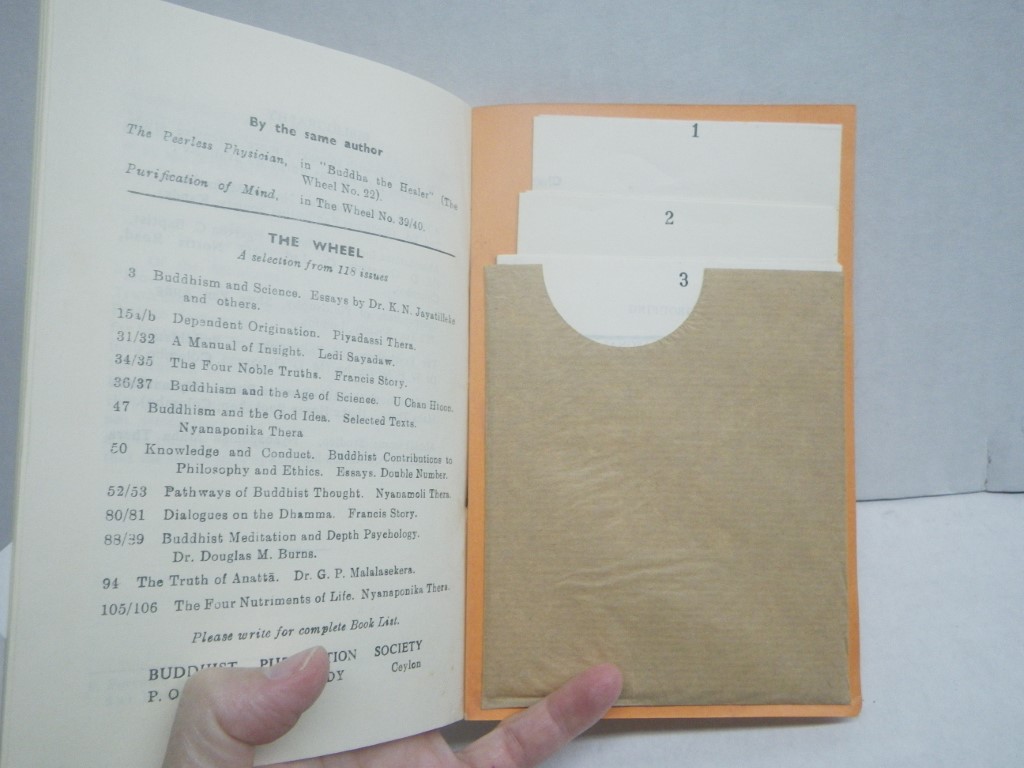 By the same author
The Peerless Physician, in "Buddha the Healer" (The
Wheel No. 22).
Purification of Mind, in The Wheel No. 39/40.
THE WHEEL
A selection from 118 issues
3 Buddhism and Science. Essays by Dr. K. N. Jayatilleke
and others.
15a/b Dependent Origination. Piyadassi Thera.
31/32 A Manual of Insight. Ledi Sayadaw.
34/35 The Four Noble Truths. Francis Story.
36/37 Buddhism and the Age of Science. U Chan Htoon.
47 Buddhism and the God Idea. Selected Texts.
Nyanaponika Thera
50 Knowledge and Conduct. Buddhist Contributions to
Philosophy and Ethics. Essays. Double Number.
52/53 Pathways of Buddhist Thought. Nyanamoli Thera.
80/81 Dialogues on the Dhamma. Francis Story.
88/89 Buddhist Meditation and Depth Psychology.
Dr. Douglas M. Burns.
94 The Truth of Anattā. Dr. G. P. Malalasekera.
105/106 The Four Nutriments of Life. Nyanaponika Thera.
Please write for complete Book List.
BUDDHIST SOCIETY
P. O. Ceylon
1
2
3